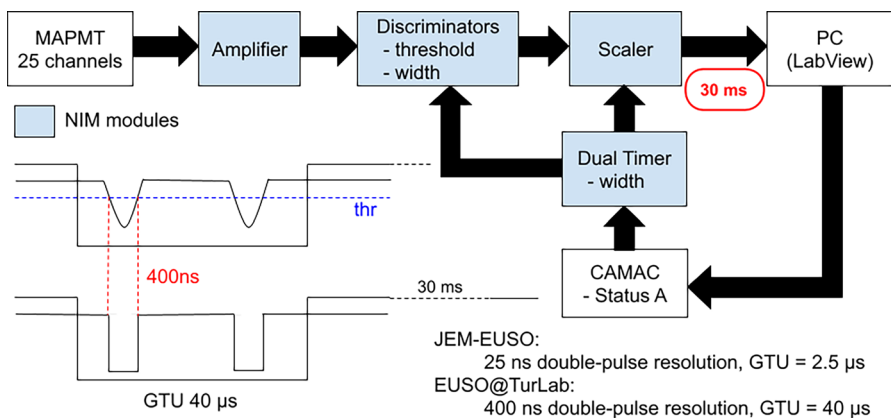 MAPMT
25 channels
Amplifier
Discriminators
- threshold
- width
Scaler
30 ms
PC
(LabView)
NIM modules
Dual Timer
- width
thr
400ns
30 ms
CAMAC
- Status A
GTU 40 µs
JEM-EUSO:
25 ns double-pulse resolution, GTU = 2.5 µs
EUSO@TurLab:
400 ns double-pulse resolution, GTU = 40 µs